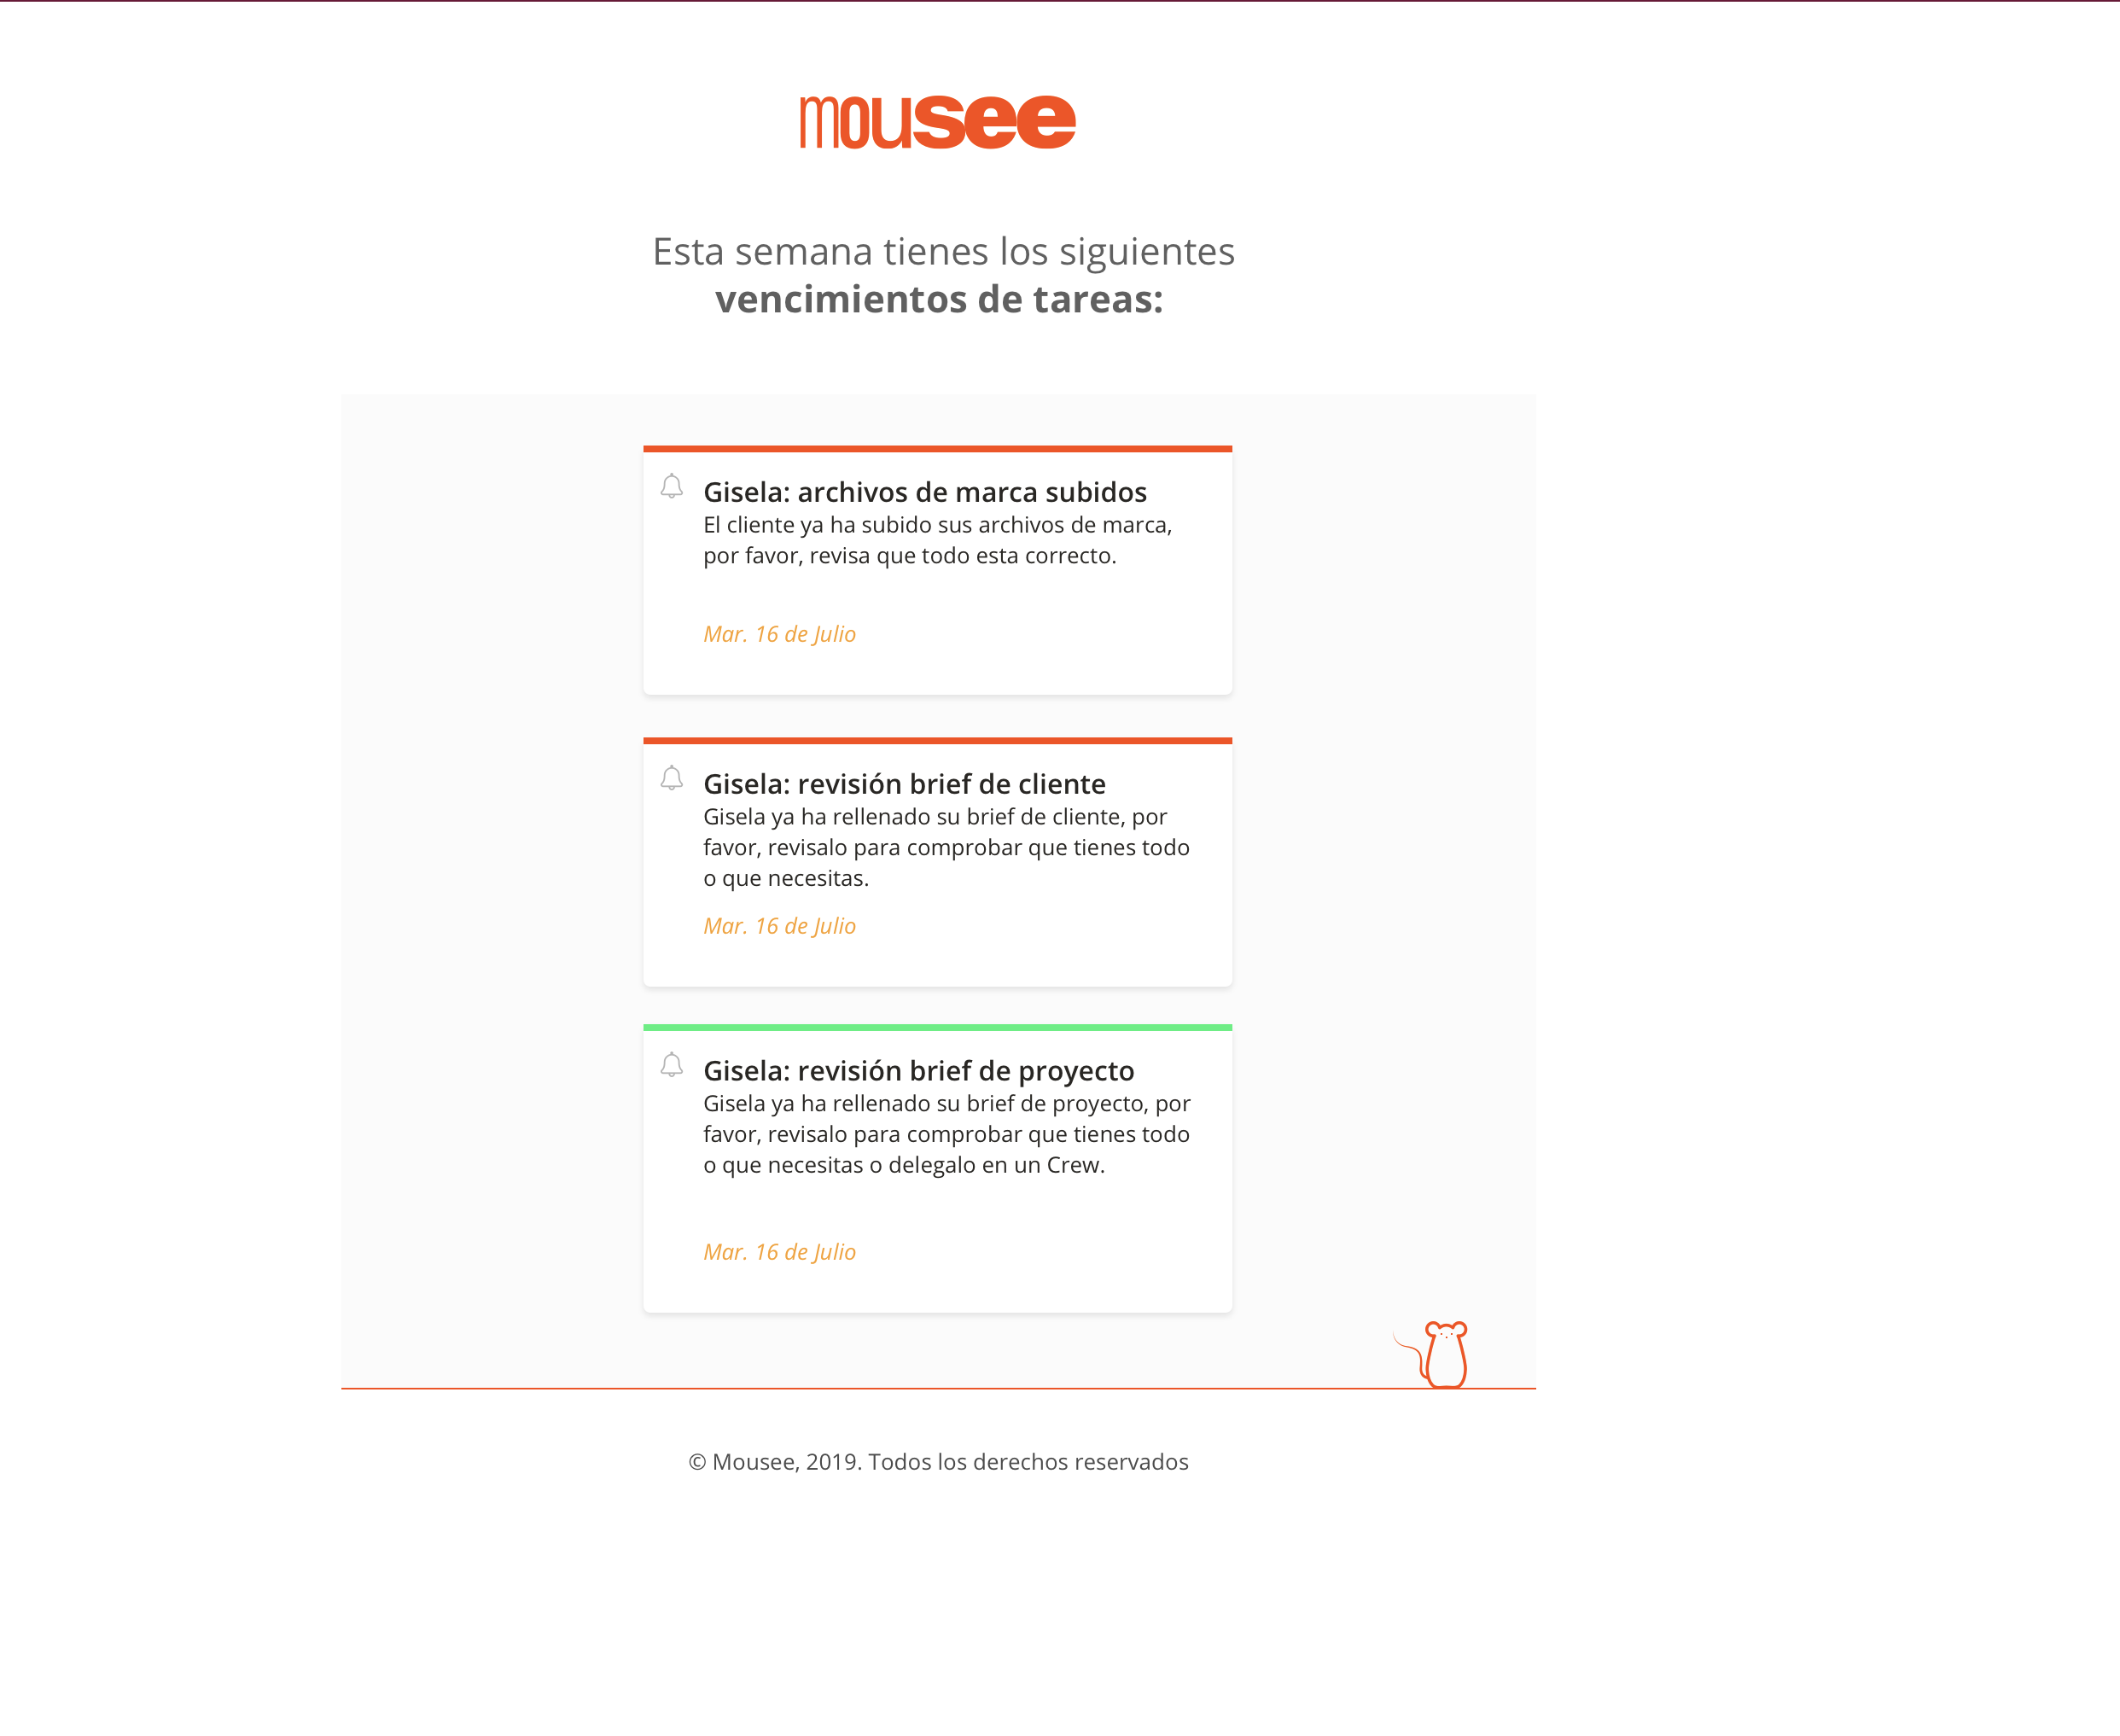 mousee
Esta semana tienes los siguientes
vencimientos de tareas:
Gisela: archivos de marca subidos
El cliente ya ha subido sus archivos de marca,
por favor, revisa que todo esta correcto.
Mar. 16 de Julio
Gisela: revisión brief de cliente
Gisela ya ha rellenado su brief de cliente, por
favor, revisalo para comprobar que tienes todo
o que necesitas.
Mar. 16 de Julio
Gisela: revisión brief de proyecto
Gisela ya ha rellenado su brief de proyecto, por
favor, revisalo para comprobar que tienes todo
o que necesitas o delegalo en un Crew.
Mar. 16 de Julio
© Mousee, 2019. Todos los derechos reservados